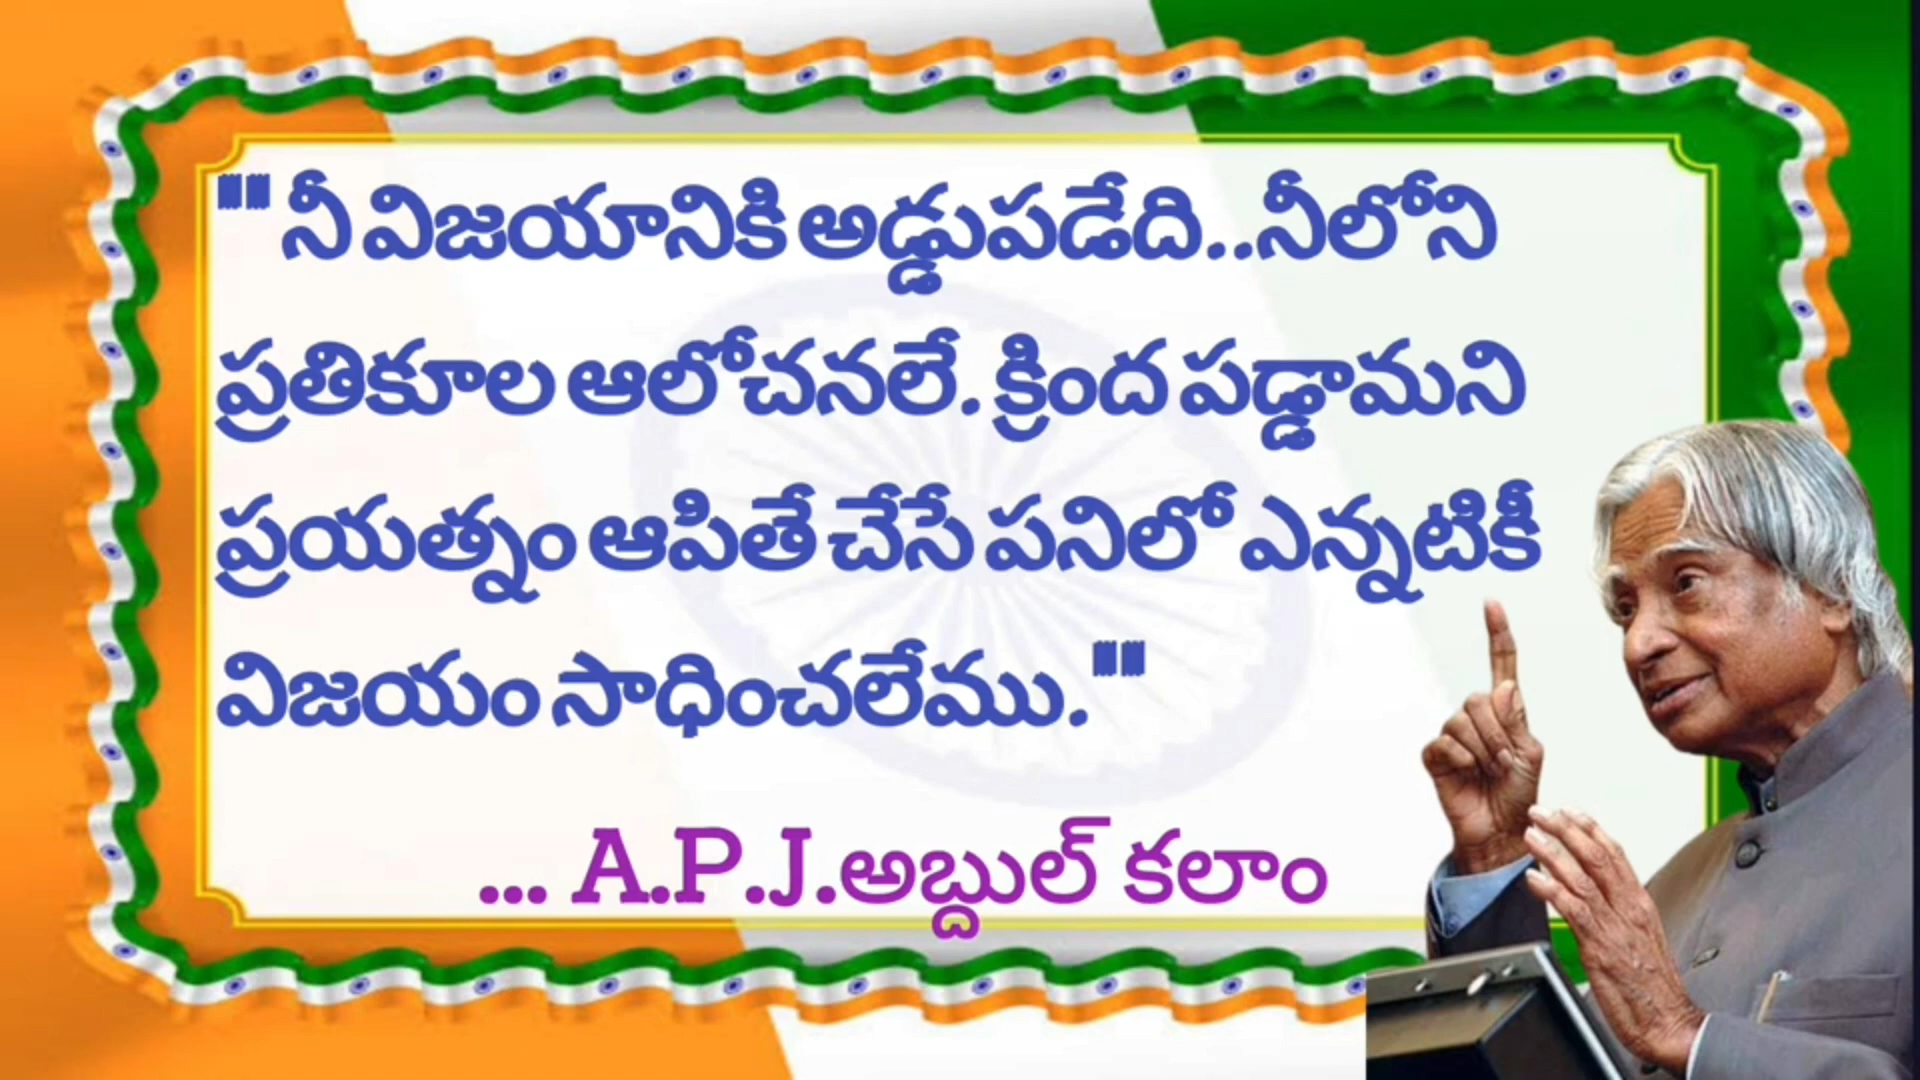 "" నీ విజయానికి అడ్డుపడేది..నీలోని
ప్రతికూల ఆలోచనలే. క్రింద పడ్డామని
ప్రయత్నం ఆపితే చేసే పనిలో ఎన్నటికీ
విజయం సాధించలేము.""
... A.P.J.అబ్దుల్ కలాం